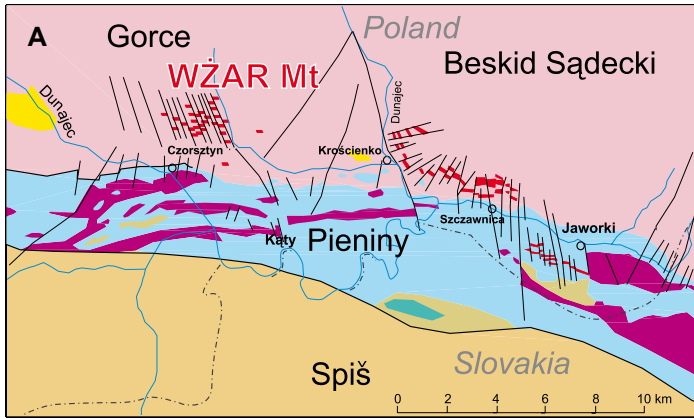 A
Gorce
Poland
Beskid Sądecki
WŻAR Mt
Dunajec
Dunajec
Czorsztyn
Krościenko
Szczawnica
Jaworki
Kąty
Pieniny
Spiš
Slovakia
0 2 4 6 8 10 km